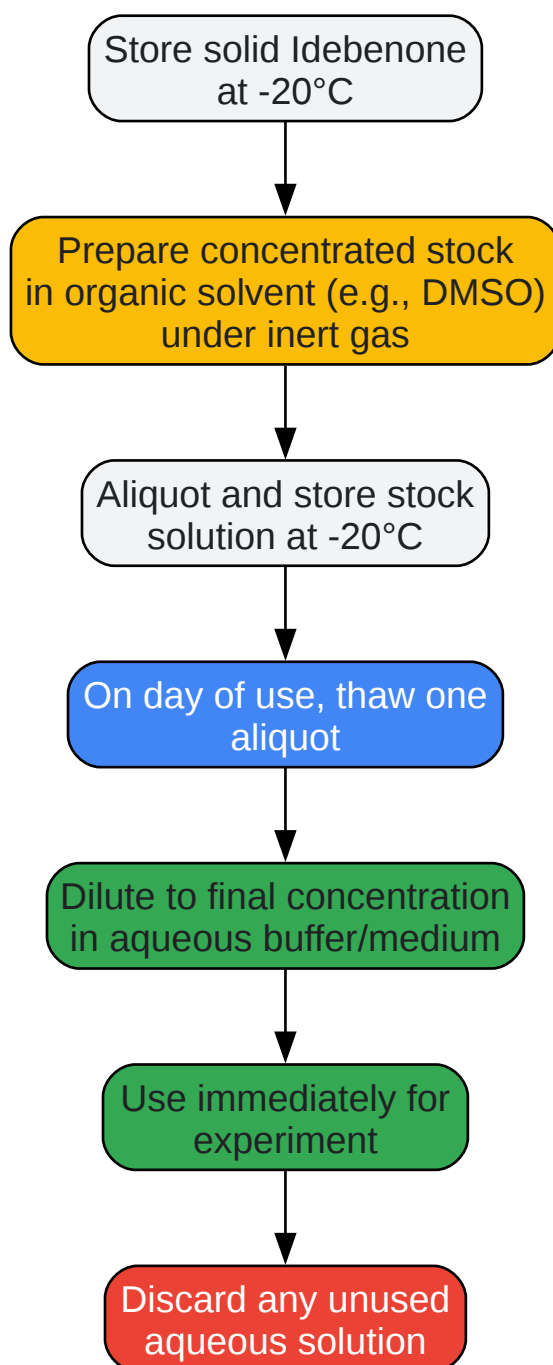 Store solid Idebenone
at -20°C
Prepare concentrated stock
in organic solvent (e.g., DMSO)
under inert gas
Aliquot and store stock
solution at -20°C
On day of use, thaw one
aliquot
Dilute to final concentration
in aqueous buffer/medium
Use immediately for
experiment
Discard any unused
aqueous solution